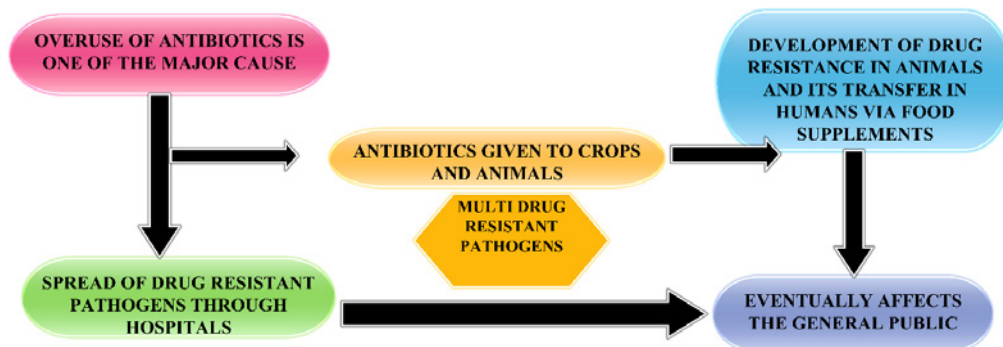 OVERUSE OF ANTIBIOTICS IS
ONE OF THE MAJOR CAUSE
DEVELOPMENT OF DRUG
RESISTANCE IN ANIMALS
AND ITS TRANSFER IN
HUMANS VIA FOOD
SUPPLEMENTS
ANTIBIOTICS GIVEN TO CROPS
AND ANIMALS
MULTI DRUG
RESISTANT
PATHOGENS
SPREAD OF DRUG RESISTANT
PATHOGENS THROUGH
HOSPITALS
EVENTUALLY AFFECTS
THE GENERAL PUBLIC